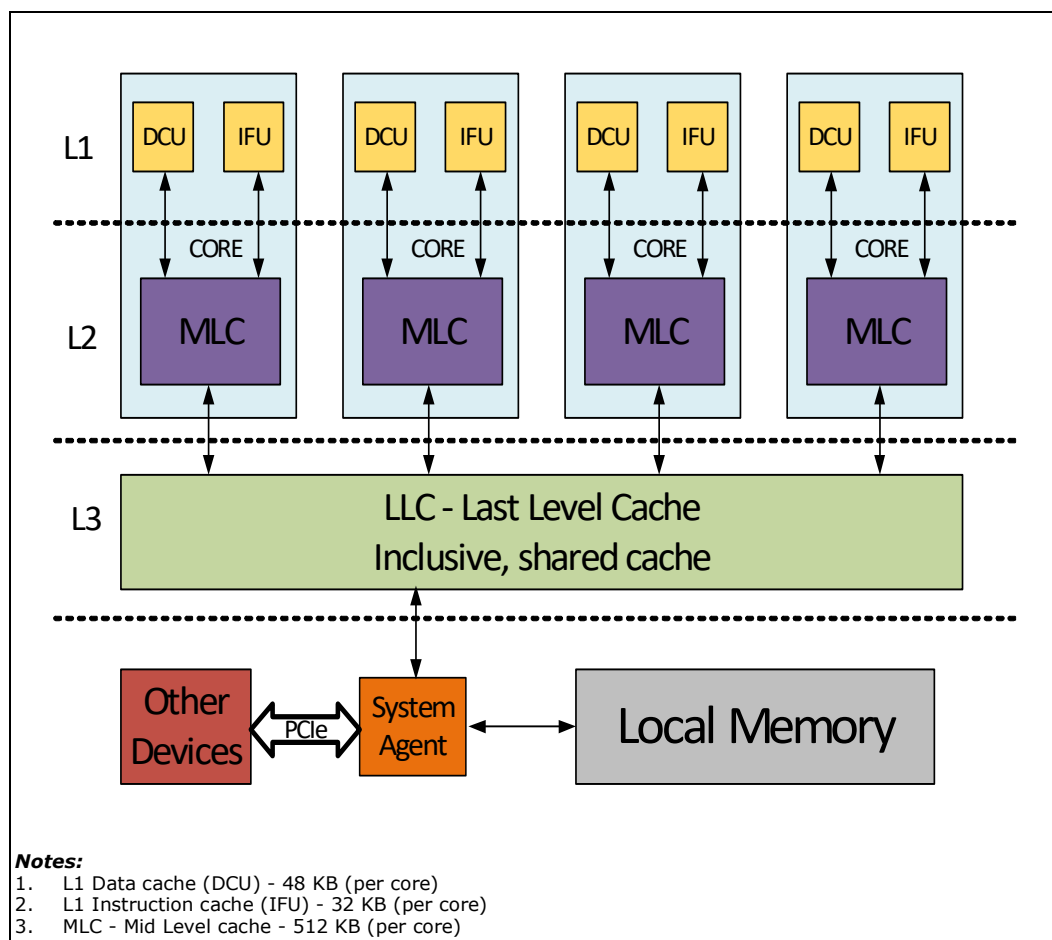 L1
DCU IFU DCU IFU DCU IFU DCU IFU
CORE CORE CORE CORE
L2
MLC MLC MLC MLC
L3
LLC - Last Level Cache
Inclusive, shared cache
Other
Devices
PCIe
System
Agent
Local Memory
Notes:
1. L1 Data cache (DCU) - 48 KB (per core)
2. L1 Instruction cache (IFU) - 32 KB (per core)
3. MLC - Mid Level cache - 512 KB (per core)